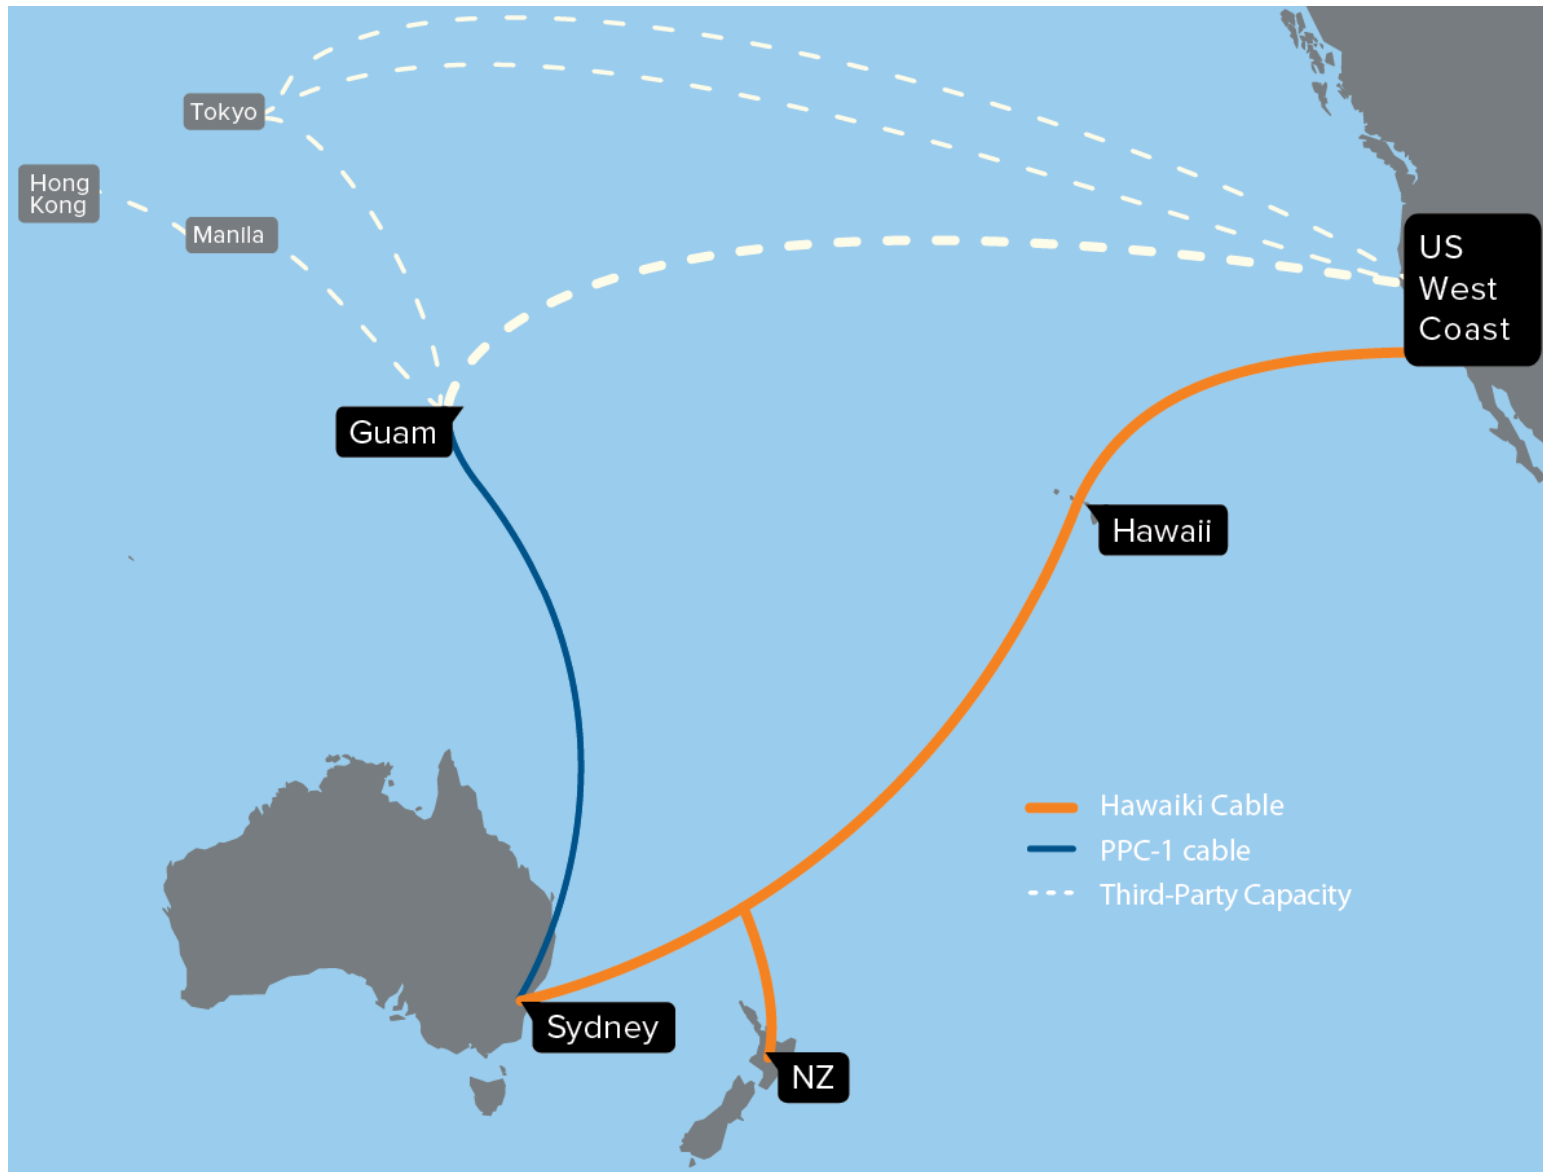 Tokyo
Hong
Kong
Manila
US
West
Coast
Guam
Hawaii
Hawaiki Cable
PPC-1 cable
Third-Party Capacity
Sydney
NZ